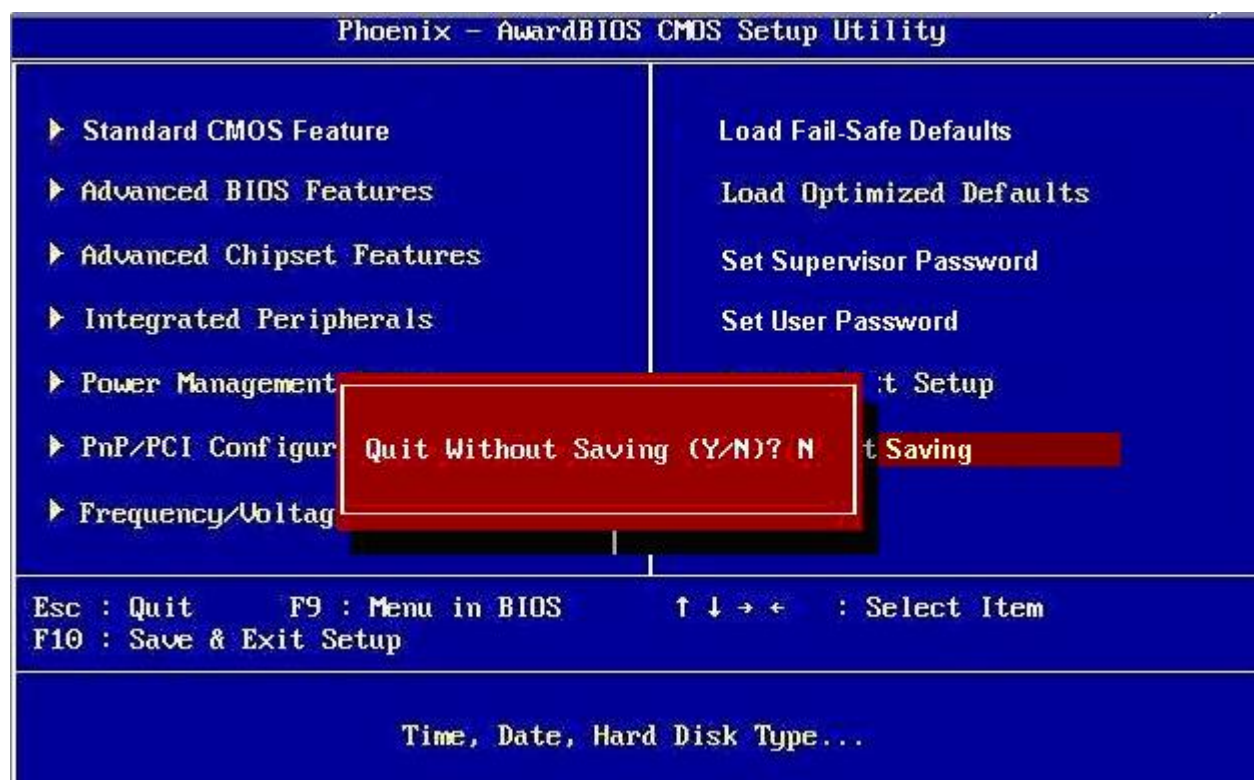 Phoenix - AwardBIOS CMOS Setup Utility
Standard CMOS Feature
Advanced BIOS Features
Advanced Chipset Features
Integrated Peripherals
Power Management
PnP/PCI Configur
Frequency/Voltag
Load Fail-Safe Defaults
Load Optimized Defaults
Set Supervisor Password
Set User Password
t Setup
t Saving
Quit Without Saving (Y/N)? N
Esc : Quit F9 : Menu in BIOS ↑ ↓ → ← : Select Item
F10 : Save & Exit Setup
Time, Date, Hard Disk Type...